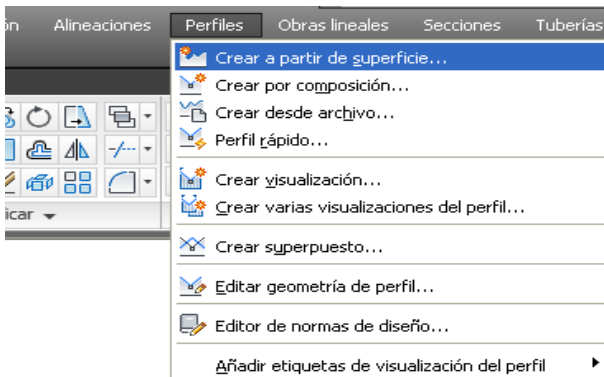 ón Alineaciones Perfiles Obras lineales Secciones Tuberías
Crear a partir de superficie...
Crear por composición...
Crear desde archivo...
Perfil rápido...
Crear visualización...
icar
Crear varias visualizaciones del perfil...
Crear superpuesto...
Editar geometría de perfil...
Editor de normas de diseño...
Añadir etiquetas de visualización del perfil